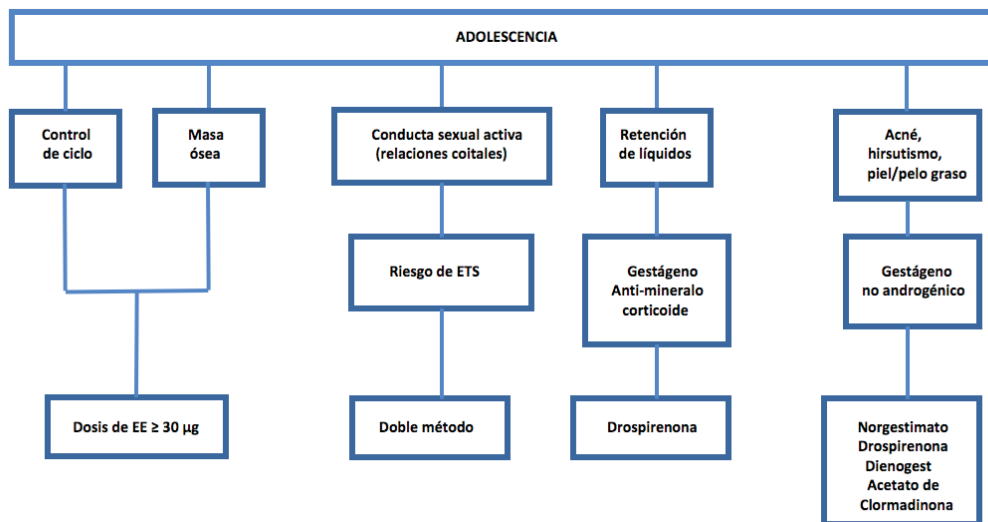 ADOLESCENCIA
Control
de ciclo
Masa
ósea
Conducta sexual activa
(relaciones coitales)
Retención
de líquidos
Acné,
hirsutismo,
piel/pelo graso
Riesgo de ETS
Gestágeno
Anti-mineralo
corticoide
Gestágeno
no androgénico
Dosis de EE ≥ 30 µg
Doble método
Drospirenona
Norgestimato
Drospirenona
Dienogest
Acetato de
Clormadinona